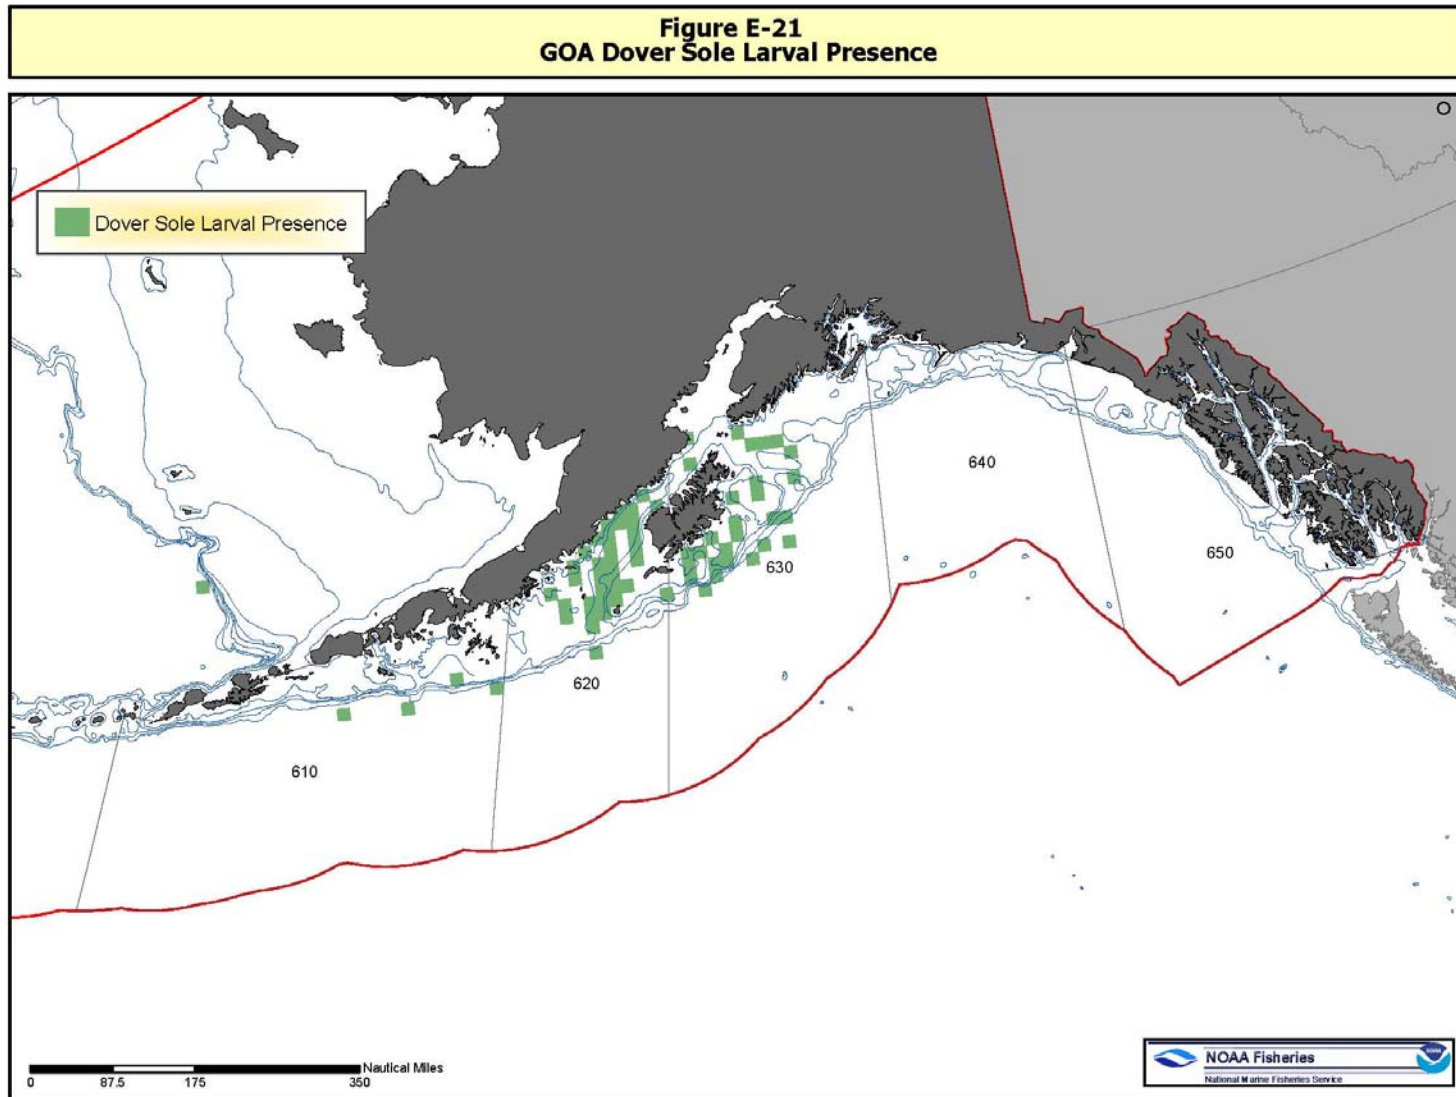 Figure E-21
GOA Dover Sole Larval Presence
Dover Sole Larval Presence
640
650
630
620
610
Nautical Miles
0 87.5 175 350
NOAA Fisheries
National Marine Fisheries Service